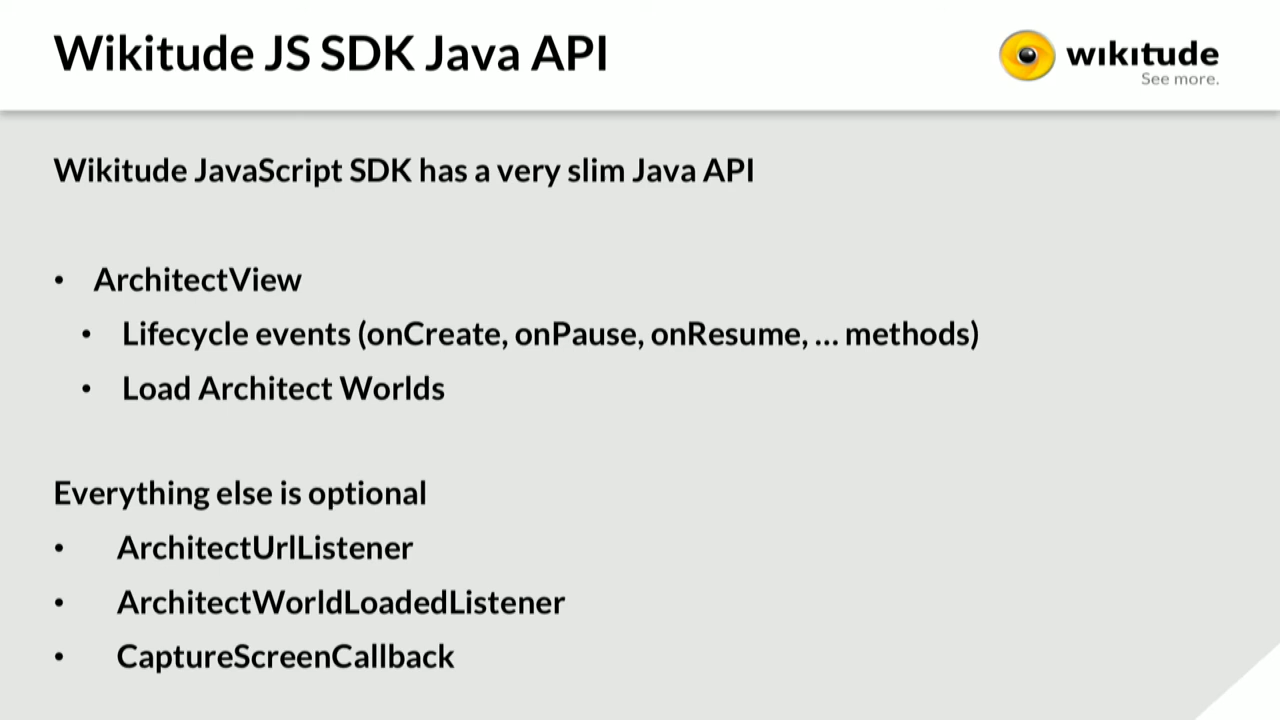 Wikitude JS SDK Java API
wikitude
See more.
Wikitude JavaScript SDK has a very slim Java API
• ArchitectView
• Lifecycle events (onCreate, onPause, onResume, ... methods)
• Load Architect Worlds
Everything else is optional
• ArchitectUrlListener
• ArchitectWorldLoadedListener
• CaptureScreenCallback